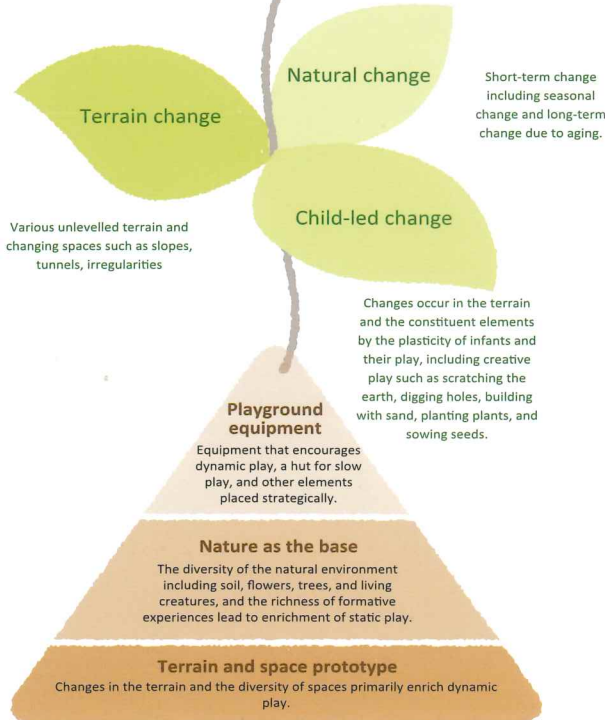 Natural change
Short-term change
including seasonal
change and long-term
change due to aging.
Terrain change
Child-led change
Various unlevelled terrain and
changing spaces such as slopes,
tunnels, irregularities
Changes occur in the terrain
and the constituent elements
by the plasticity of infants and
their play, including creative
play such as scratching the
earth, digging holes, building
with sand, planting plants, and
sowing seeds.
Playground
equipment
Equipment that encourages
dynamic play, a hut for slow
play, and other elements
placed strategically.
Nature as the base
The diversity of the natural environment
including soil, flowers, trees, and living
creatures, and the richness of formative
experiences lead to enrichment of static play.
Terrain and space prototype
Changes in the terrain and the diversity of spaces primarily enrich dynamic
play.